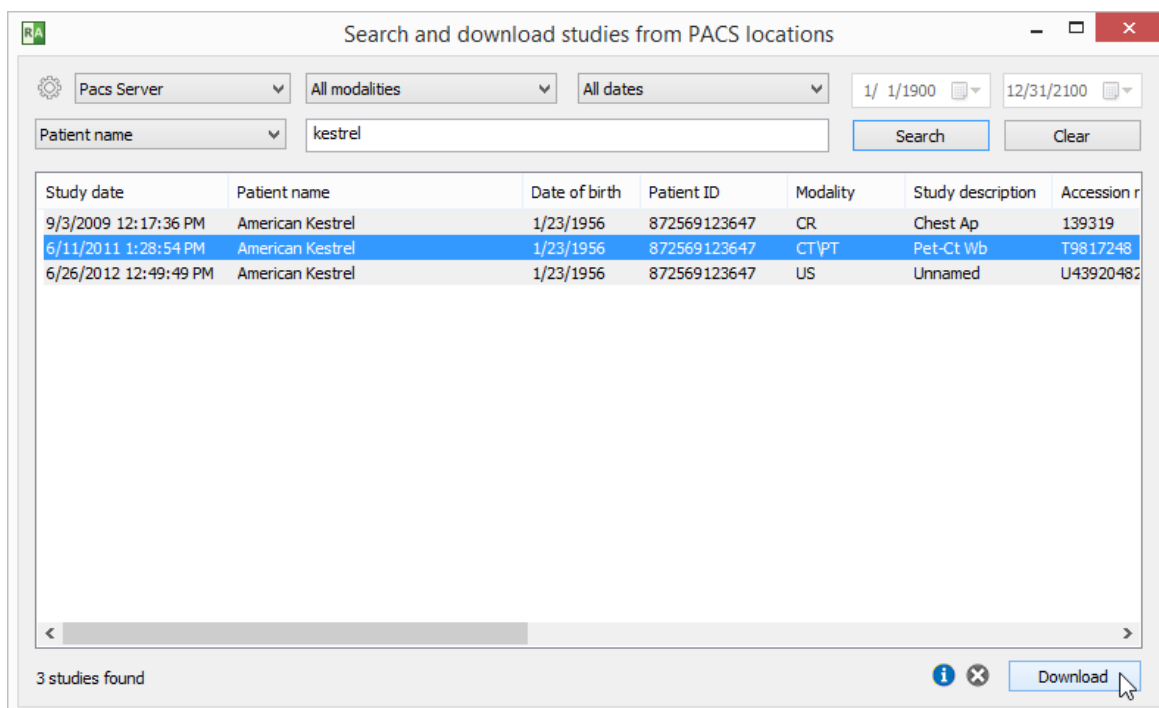 RA Search and download studies from PACS locations
Pacs Server All modalities All dates 1/ 1/1900 12/31/2100
Patient name kestrel Search Clear
Study date Patient name Date of birth Patient ID Modality Study description Accession r
9/3/2009 12:17:36 PM American Kestrel 1/23/1956 872569123647 CR Chest Ap 139319
6/11/2011 1:28:54 PM American Kestrel 1/23/1956 872569123647 CT\PT Pet-Ct Wb T9817248
6/26/2012 12:49:49 PM American Kestrel 1/23/1956 872569123647 US Unnamed U43920482
3 studies found Download